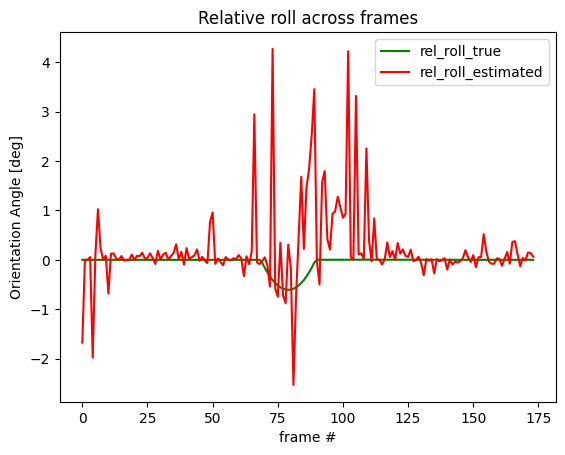 Relative roll across frames
rel_roll_true
rel_roll_estimated
Orientation Angle [deg]
4
3
2
1
0
−1
−2
0 25 50 75 100 125 150 175
frame #